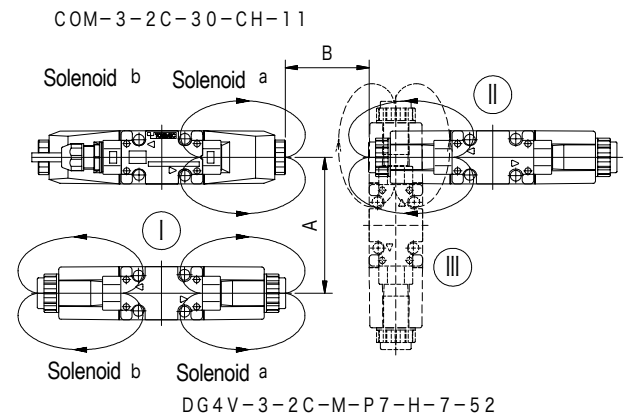 COM-3-2C-30-CH-11
B
Solenoid b Solenoid a
Ⅱ
Ⅰ
A
Ⅲ
Solenoid b Solenoid a
DG4V-3-2C-M-P7-H-7-52